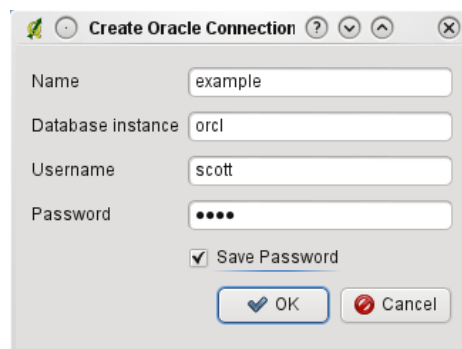 Create Oracle Connection
Name example
Database instance orcl
Username scott
Password ••••
Save Password
OK Cancel